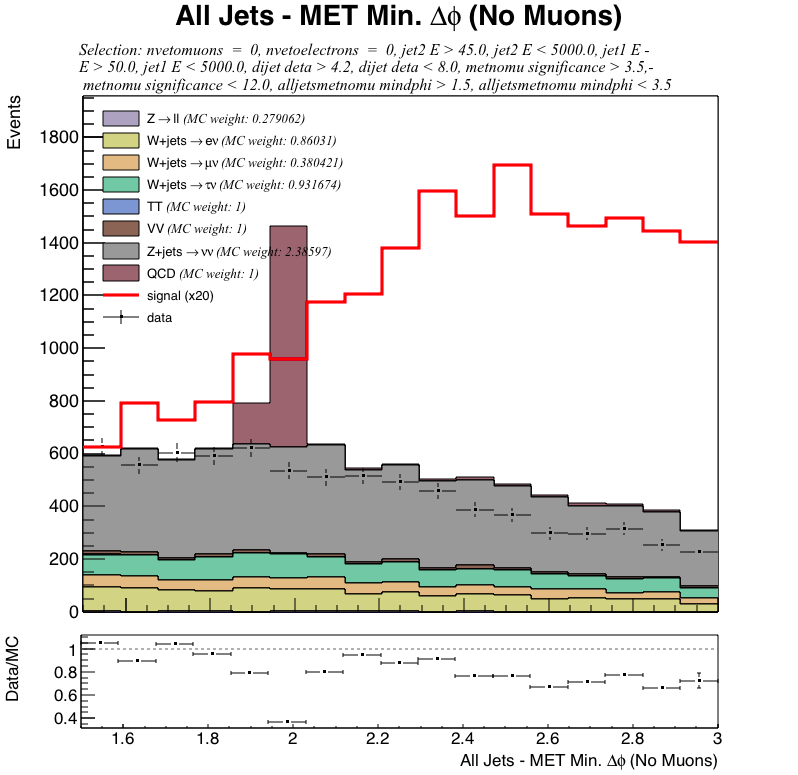 All Jets - MET Min. Δϕ (No Muons)
Selection: nvetomuons = 0, nvetoelectrons = 0, jet2 E > 45.0, jet2 E < 5000.0, jet1 E -
E > 50.0, jet1 E < 5000.0, dijet deta > 4.2, dijet deta < 8.0, metnomu significance > 3.5,-
metnomu significance < 12.0, alljetsmetnomu mindphi > 1.5, alljetsmetnomu mindphi < 3.5
Events
1800
1600
1400
1200
1000
800
600
400
200
0
Z→ll (MC weight: 0.279062)
W+jets→eν (MC weight: 0.86031)
W+jets→μν (MC weight: 0.380421)
W+jets→τν (MC weight: 0.931674)
TT (MC weight: 1)
VV (MC weight: 1)
Z+jets→νν (MC weight: 2.38597)
QCD (MC weight: 1)
signal (x20)
data
Data/MC
1
0.8
0.6
0.4
1.6 1.8 2 2.2 2.4 2.6 2.8 3
All Jets - MET Min. Δϕ (No Muons)